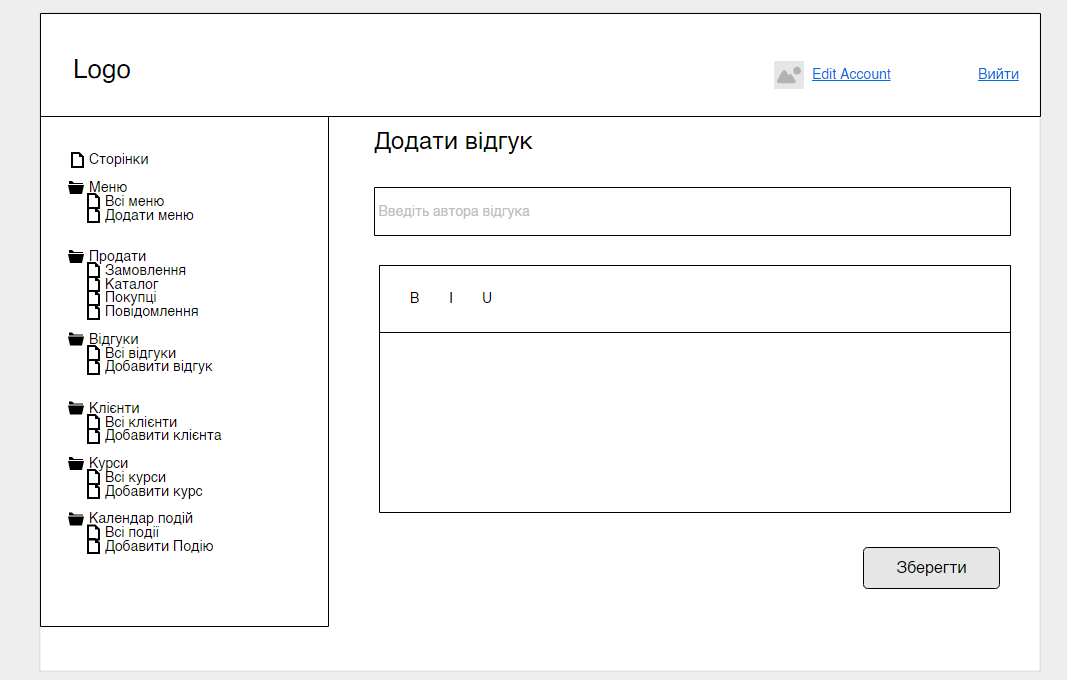 Logo
Edit Account
Вийти
Сторінки
Меню
Всі меню
Додати меню
Продати
Замовлення
Каталог
Покупці
Повідомлення
Відгуки
Всі відгуки
Добавити відгук
Клієнти
Всі клієнти
Добавити клієнта
Курси
Всі курси
Добавити курс
Календар подій
Всі події
Добавити Подію
Додати відгук
Введіть автора відгука
B I U
Зберегти